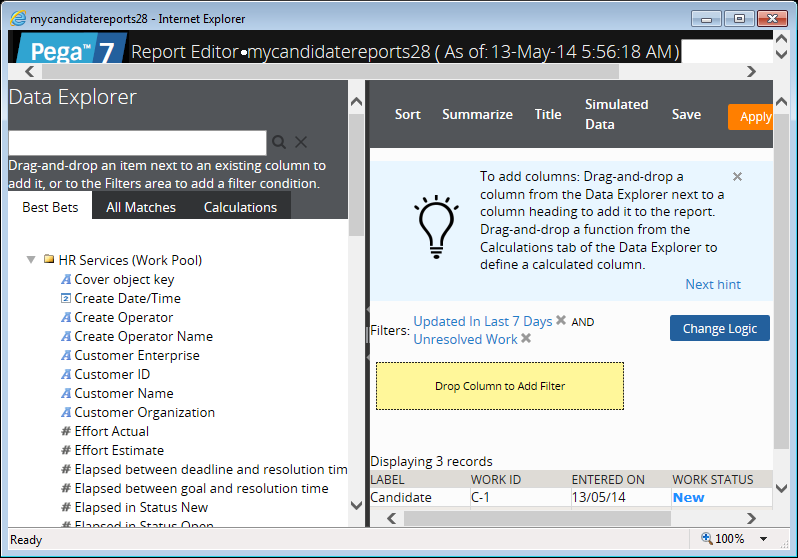 mycandidatereports28 - Internet Explorer
Pega™ 7 Report Editor•mycandidatereports28 ( As of: 13-May-14 5:56:18 AM)
Data Explorer
Drag-and-drop an item next to an existing column to
add it, or to the Filters area to add a filter condition.
Best Bets All Matches Calculations
HR Services (Work Pool)
A Cover object key
2 Create Date/Time
A Create Operator
A Create Operator Name
A Customer Enterprise
A Customer ID
A Customer Name
A Customer Organization
# Effort Actual
# Effort Estimate
# Elapsed between deadline and resolution tim
# Elapsed between goal and resolution time
# Elapsed in Status New
# Elapsed in Status Open
Sort Summarize Title Simulated
Data Save Apply
To add columns: Drag-and-drop a
column from the Data Explorer next to a
column heading to add it to the report.
Drag-and-drop a function from the
Calculations tab of the Data Explorer to
define a calculated column.
Next hint
Filters: Updated In Last 7 Days AND
Unresolved Work
Change Logic
Drop Column to Add Filter
Displaying 3 records
LABEL WORK ID ENTERED ON WORK STATUS
Candidate C-1 13/05/14 New
Ready 100%